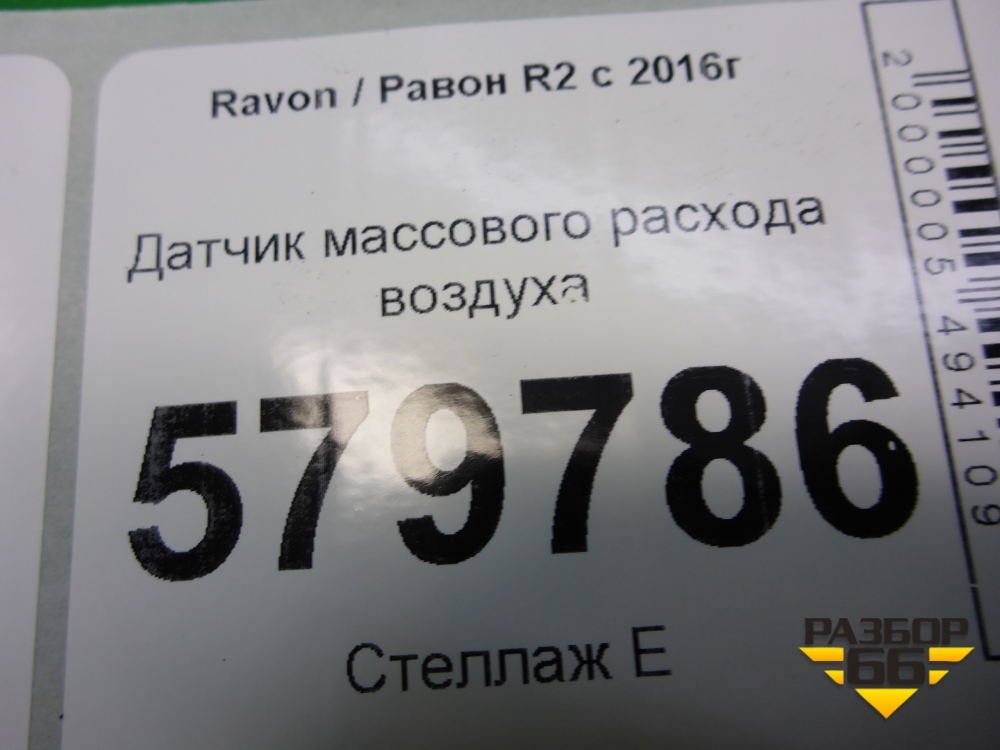 Ravon / Равон R2 с 2016г
Датчик массового расхода
воздуха
579786
Стеллаж Е
2000005494109
РАЗБОР
66